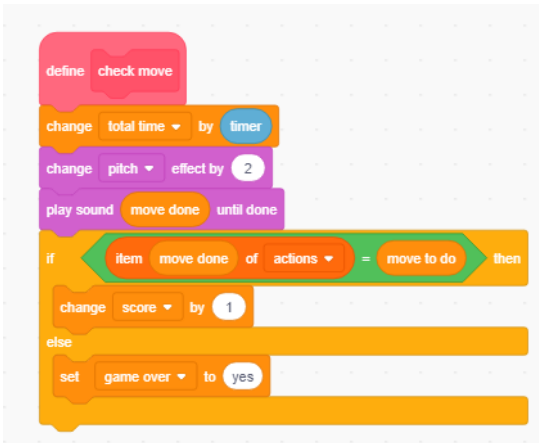 define check move
change total time by timer
change pitch effect by 2
play sound move done until done
if item move done of actions = move to do then
change score by 1
else
set game over to yes